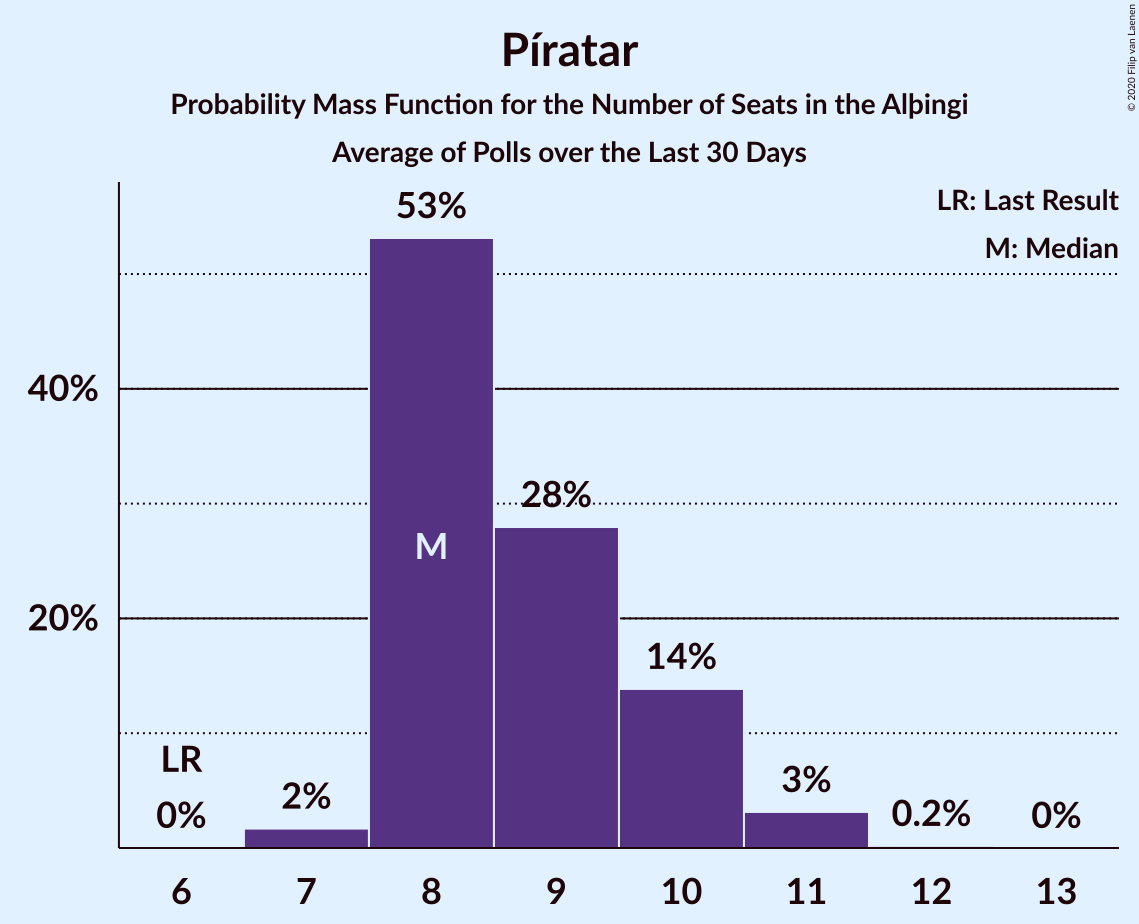 Píratar
Probability Mass Function for the Number of Seats in the Alþingi
Average of Polls over the Last 30 Days
© 2020 Filip van Laenen
LR: Last Result
M: Median
53%
40%
28%
M
20%
14%
LR
0%
2%
3%
0.2%
0%
6 7 8 9 10 11 12 13